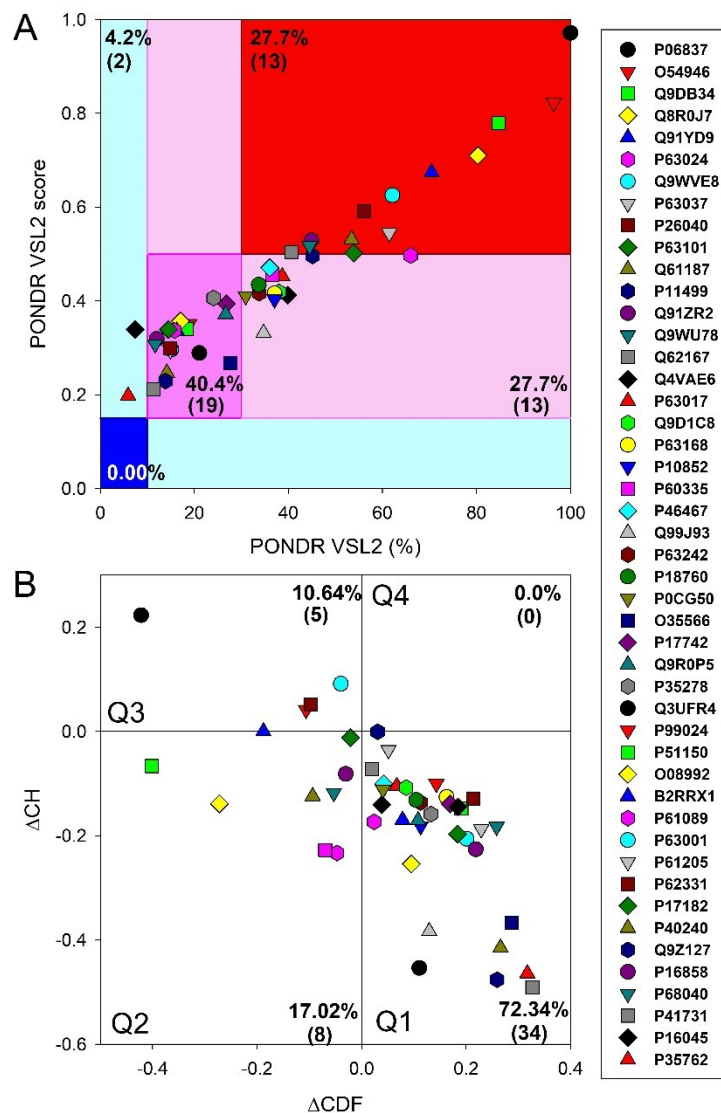 A
4.2%
(2)
27.7%
(13)
1.0
0.8
0.6
0.4
0.2
0.0
PONDR VSL2 score
40.4%
(19)
27.7%
(13)
0.00%
0
20
40
60
80
100
PONDR VSL2 (%)
B
10.64%
(5)
Q4
0.0%
(0)
Q3
0.2
0.0
-0.2
-0.4
-0.6
ΔCH
Q2
17.02%
(8)
Q1
72.34%
(34)
-0.4
-0.2
0.0
0.2
0.4
ΔCDF
P06837
O54946
Q9DB34
Q8R0J7
Q91YD9
P63024
Q9WVE8
P63037
P26040
P63101
Q61187
P11499
Q91ZR2
Q9WU78
Q62167
Q4VAE6
P63017
Q9D1C8
P63168
P10852
P60335
P46467
Q99J93
P63242
P18760
P0CG50
O35566
P17742
Q9R0P5
P35278
Q3UFR4
P99024
P51150
O08992
B2RRX1
P61089
P63001
P61205
P62331
P17182
P40240
Q9Z127
P16858
P68040
P41731
P16045
P35762